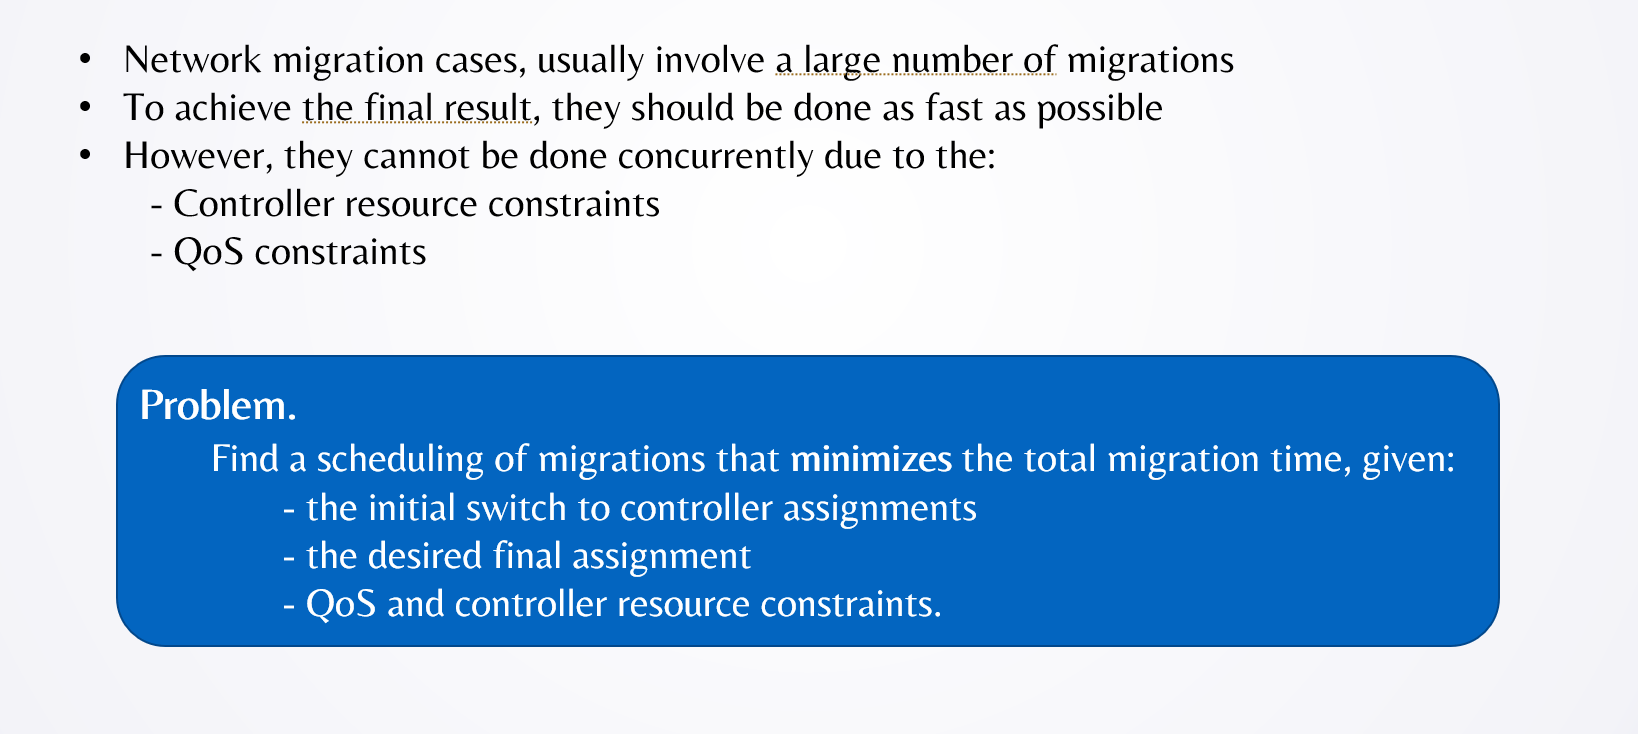 • Network migration cases, usually involve a large number of migrations
• To achieve the final result, they should be done as fast as possible
• However, they cannot be done concurrently due to the:
- Controller resource constraints
- QoS constraints
Problem.
Find a scheduling of migrations that minimizes the total migration time, given:
- the initial switch to controller assignments
- the desired final assignment
- QoS and controller resource constraints.